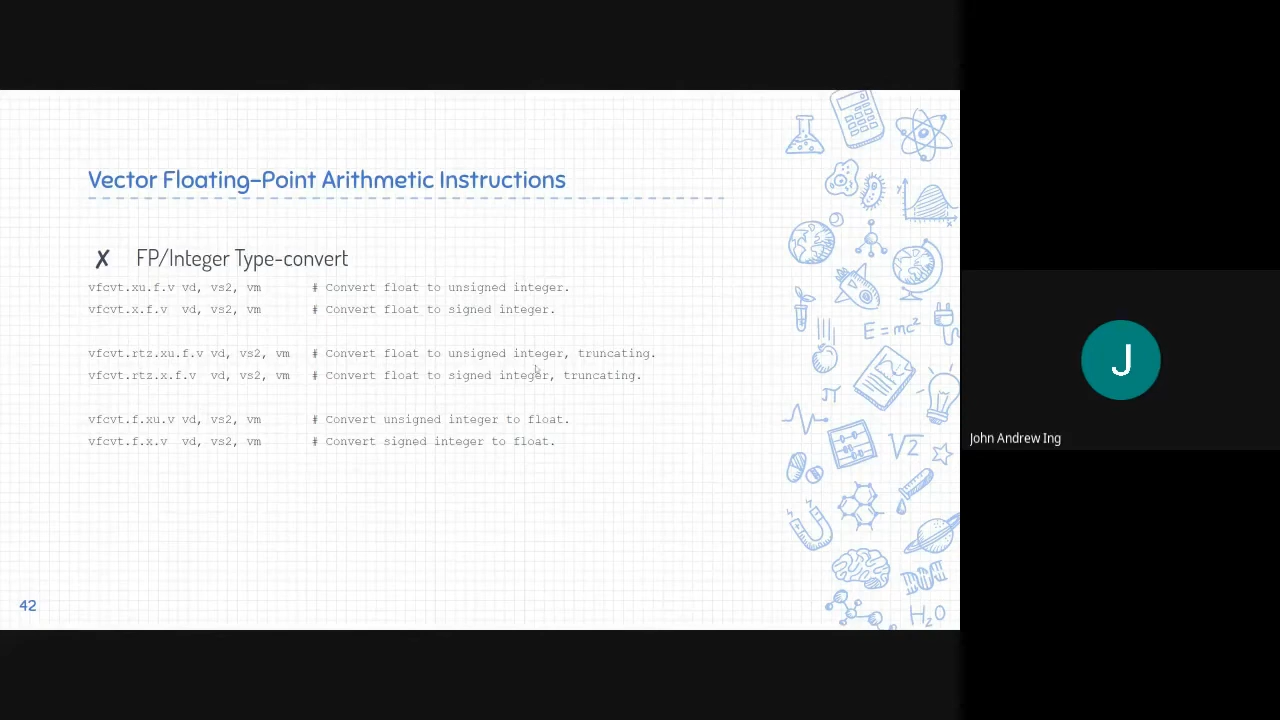 Vector Floating-Point Arithmetic Instructions
✗ FP/Integer Type-convert
vfcvt.xu.f.v vd, vs2, vm # Convert float to unsigned integer.
vfcvt.x.f.v vd, vs2, vm # Convert float to signed integer.
vfcvt.rtz.xu.f.v vd, vs2, vm # Convert float to unsigned integer, truncating.
vfcvt.rtz.x.f.v vd, vs2, vm # Convert float to signed integer, truncating.
vfcvt.f.xu.v vd, vs2, vm # Convert unsigned integer to float.
vfcvt.f.x.v vd, vs2, vm # Convert signed integer to float.
42
y
x
E = mc²
π
√2
H₂O
J
John Andrew Ing